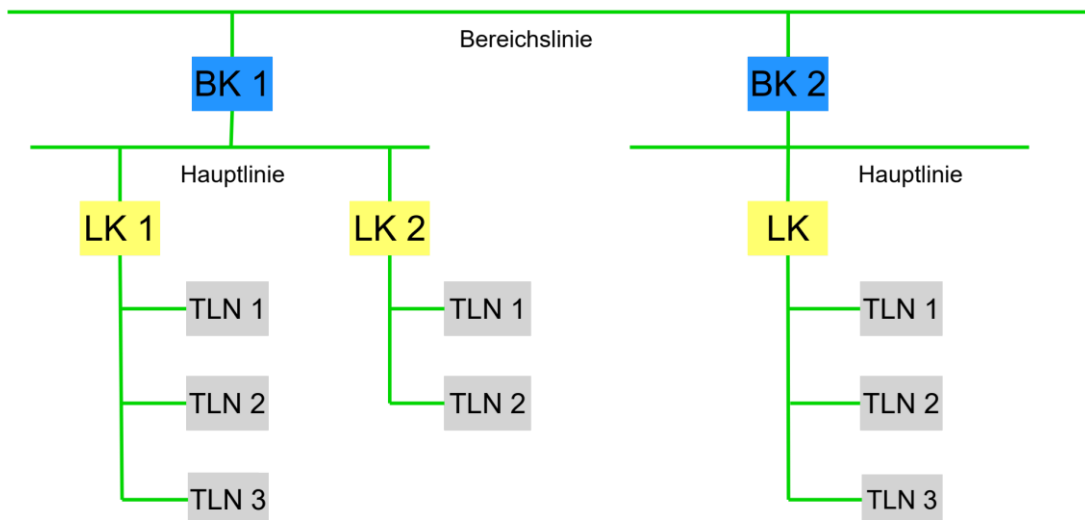 Bereichslinie
BK 1
BK 2
Hauptlinie
Hauptlinie
LK 1
LK 2
LK
TLN 1
TLN 1
TLN 1
TLN 2
TLN 2
TLN 2
TLN 3
TLN 3